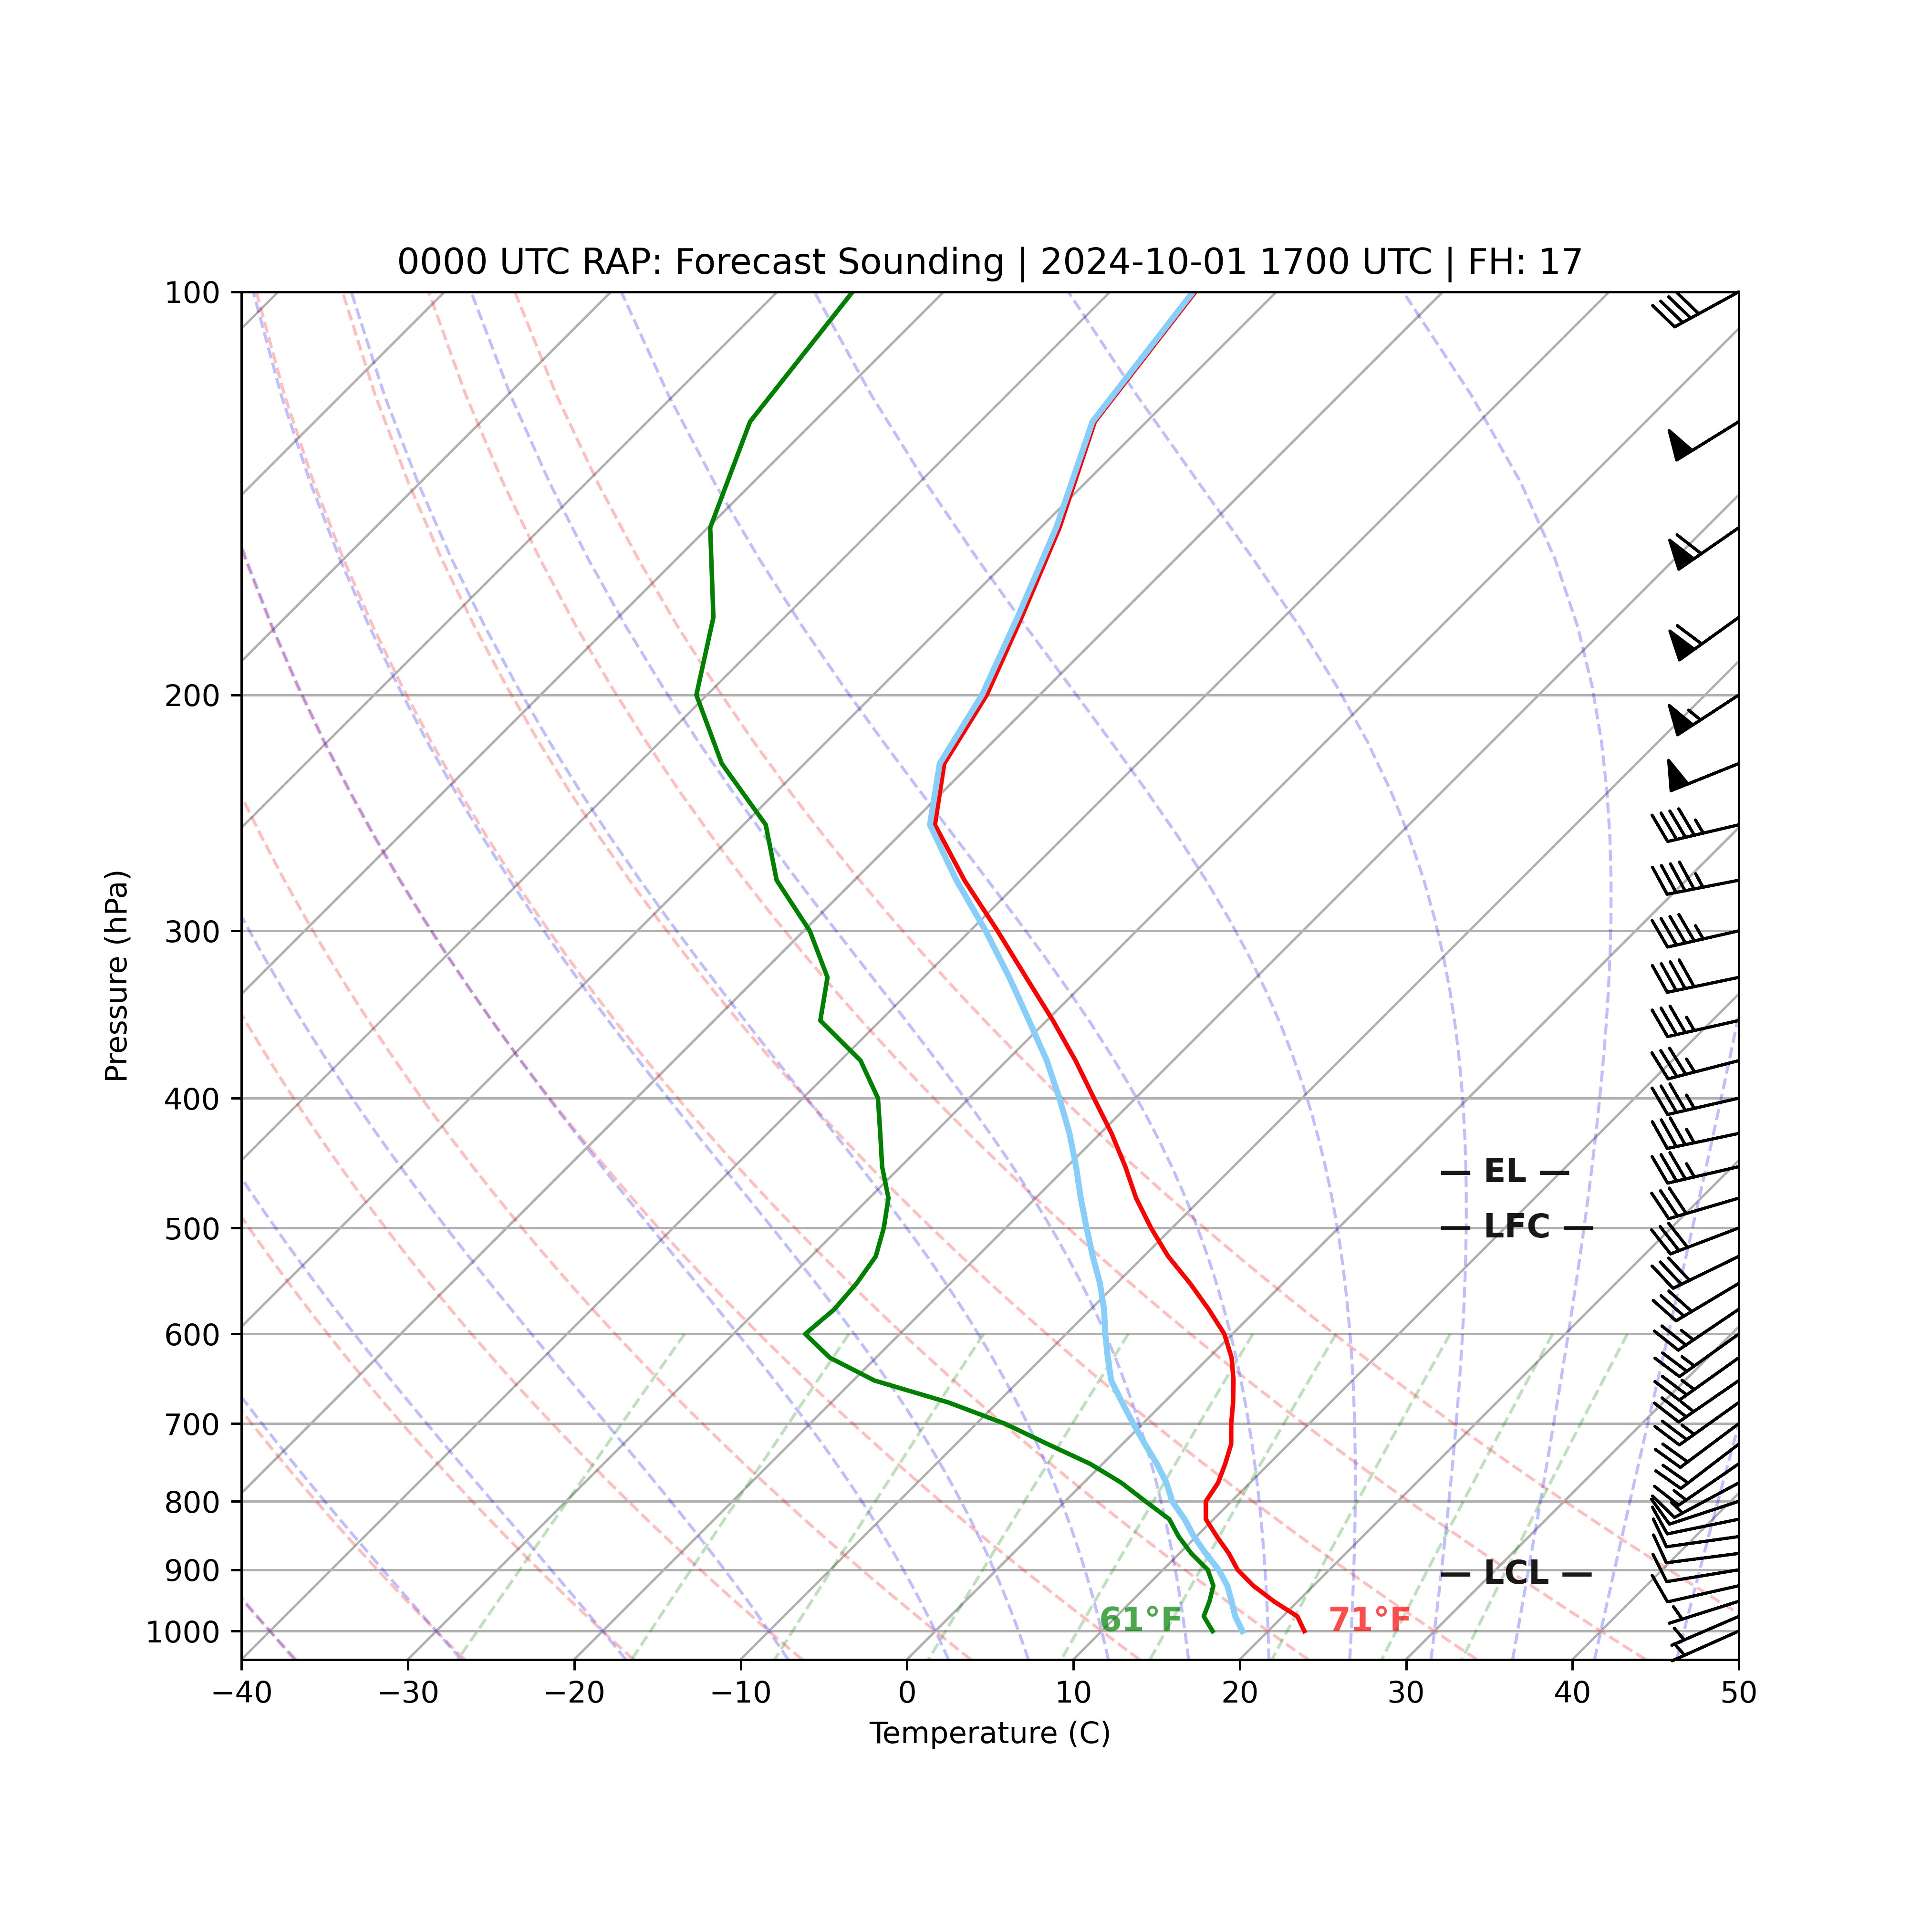 0000 UTC RAP: Forecast Sounding | 2024-10-01 1700 UTC | FH: 17
100
200
300
400
— EL —
500
— LFC —
600
700
800
900
— LCL —
1000
61°F
71°F
Pressure (hPa)
−40 −30 −20 −10 0 10 20 30 40 50
Temperature (C)